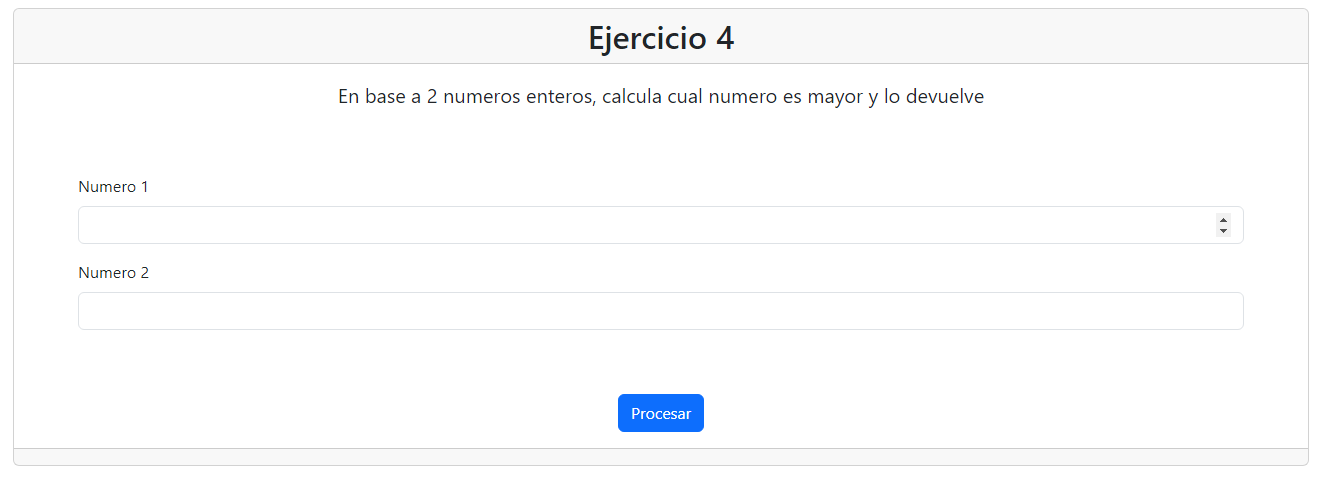 Ejercicio 4
En base a 2 numeros enteros, calcula cual numero es mayor y lo devuelve
Numero 1
Numero 2
Procesar